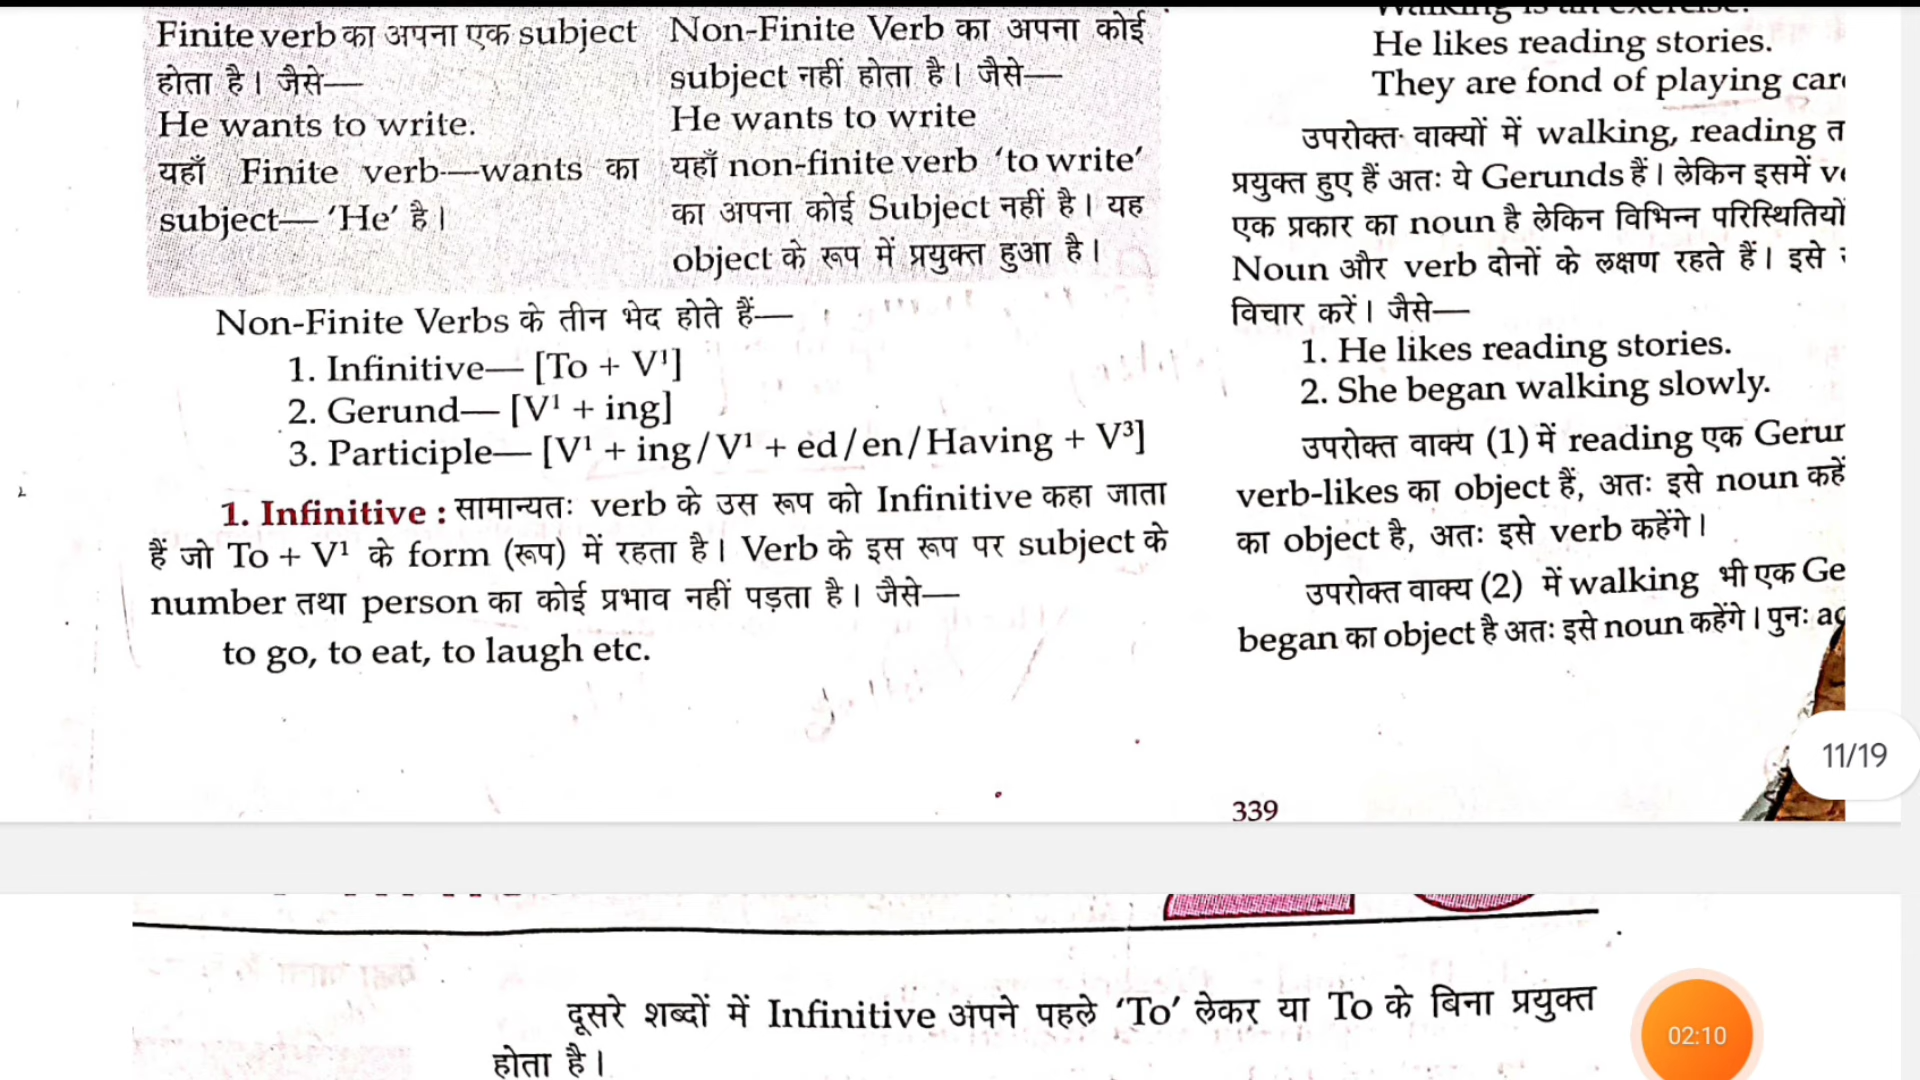 Finite verb का अपना एक subject
होता है। जैसे—
He wants to write.
यहाँ Finite verb—wants का
subject— ‘He’ है।
Non-Finite Verb का अपना कोई
subject नहीं होता है। जैसे—
He wants to write
यहाँ non-finite verb ‘to write’
का अपना कोई Subject नहीं है। यह
object के रूप में प्रयुक्त हुआ है।
Non-Finite Verbs के तीन भेद होते हैं—
1. Infinitive— [To + V¹]
2. Gerund— [V¹ + ing]
3. Participle— [V¹ + ing/V¹ + ed/en/Having + V³]
1. Infinitive : सामान्यतः verb के उस रूप को Infinitive कहा जाता
हैं जो To + V¹ के form (रूप) में रहता है। Verb के इस रूप पर subject के
number तथा person का कोई प्रभाव नहीं पड़ता है। जैसे—
to go, to eat, to laugh etc.
Walking is an exercise.
He likes reading stories.
They are fond of playing
उपरोक्त वाक्यों में walking, reading
प्रयुक्त हुए हैं अतः ये Gerunds हैं। लेकिन इसमें
एक प्रकार का noun है लेकिन विभिन्न परिस्थितियों
Noun और verb दोनों के लक्षण रहते हैं। इसे
विचार करें। जैसे—
1. He likes reading stories.
2. She began walking slowly.
उपरोक्त वाक्य (1) में reading एक
verb-likes का object हैं, अतः इसे noun कहें
का object है, अतः इसे verb कहेंगे।
उपरोक्त वाक्य (2) में walking भी एक
began का object है अतः इसे noun कहेंगे। पुनः
11/19
339
दूसरे शब्दों में Infinitive अपने पहले ‘To’ लेकर या To के बिना प्रयुक्त
होता है।
02:10